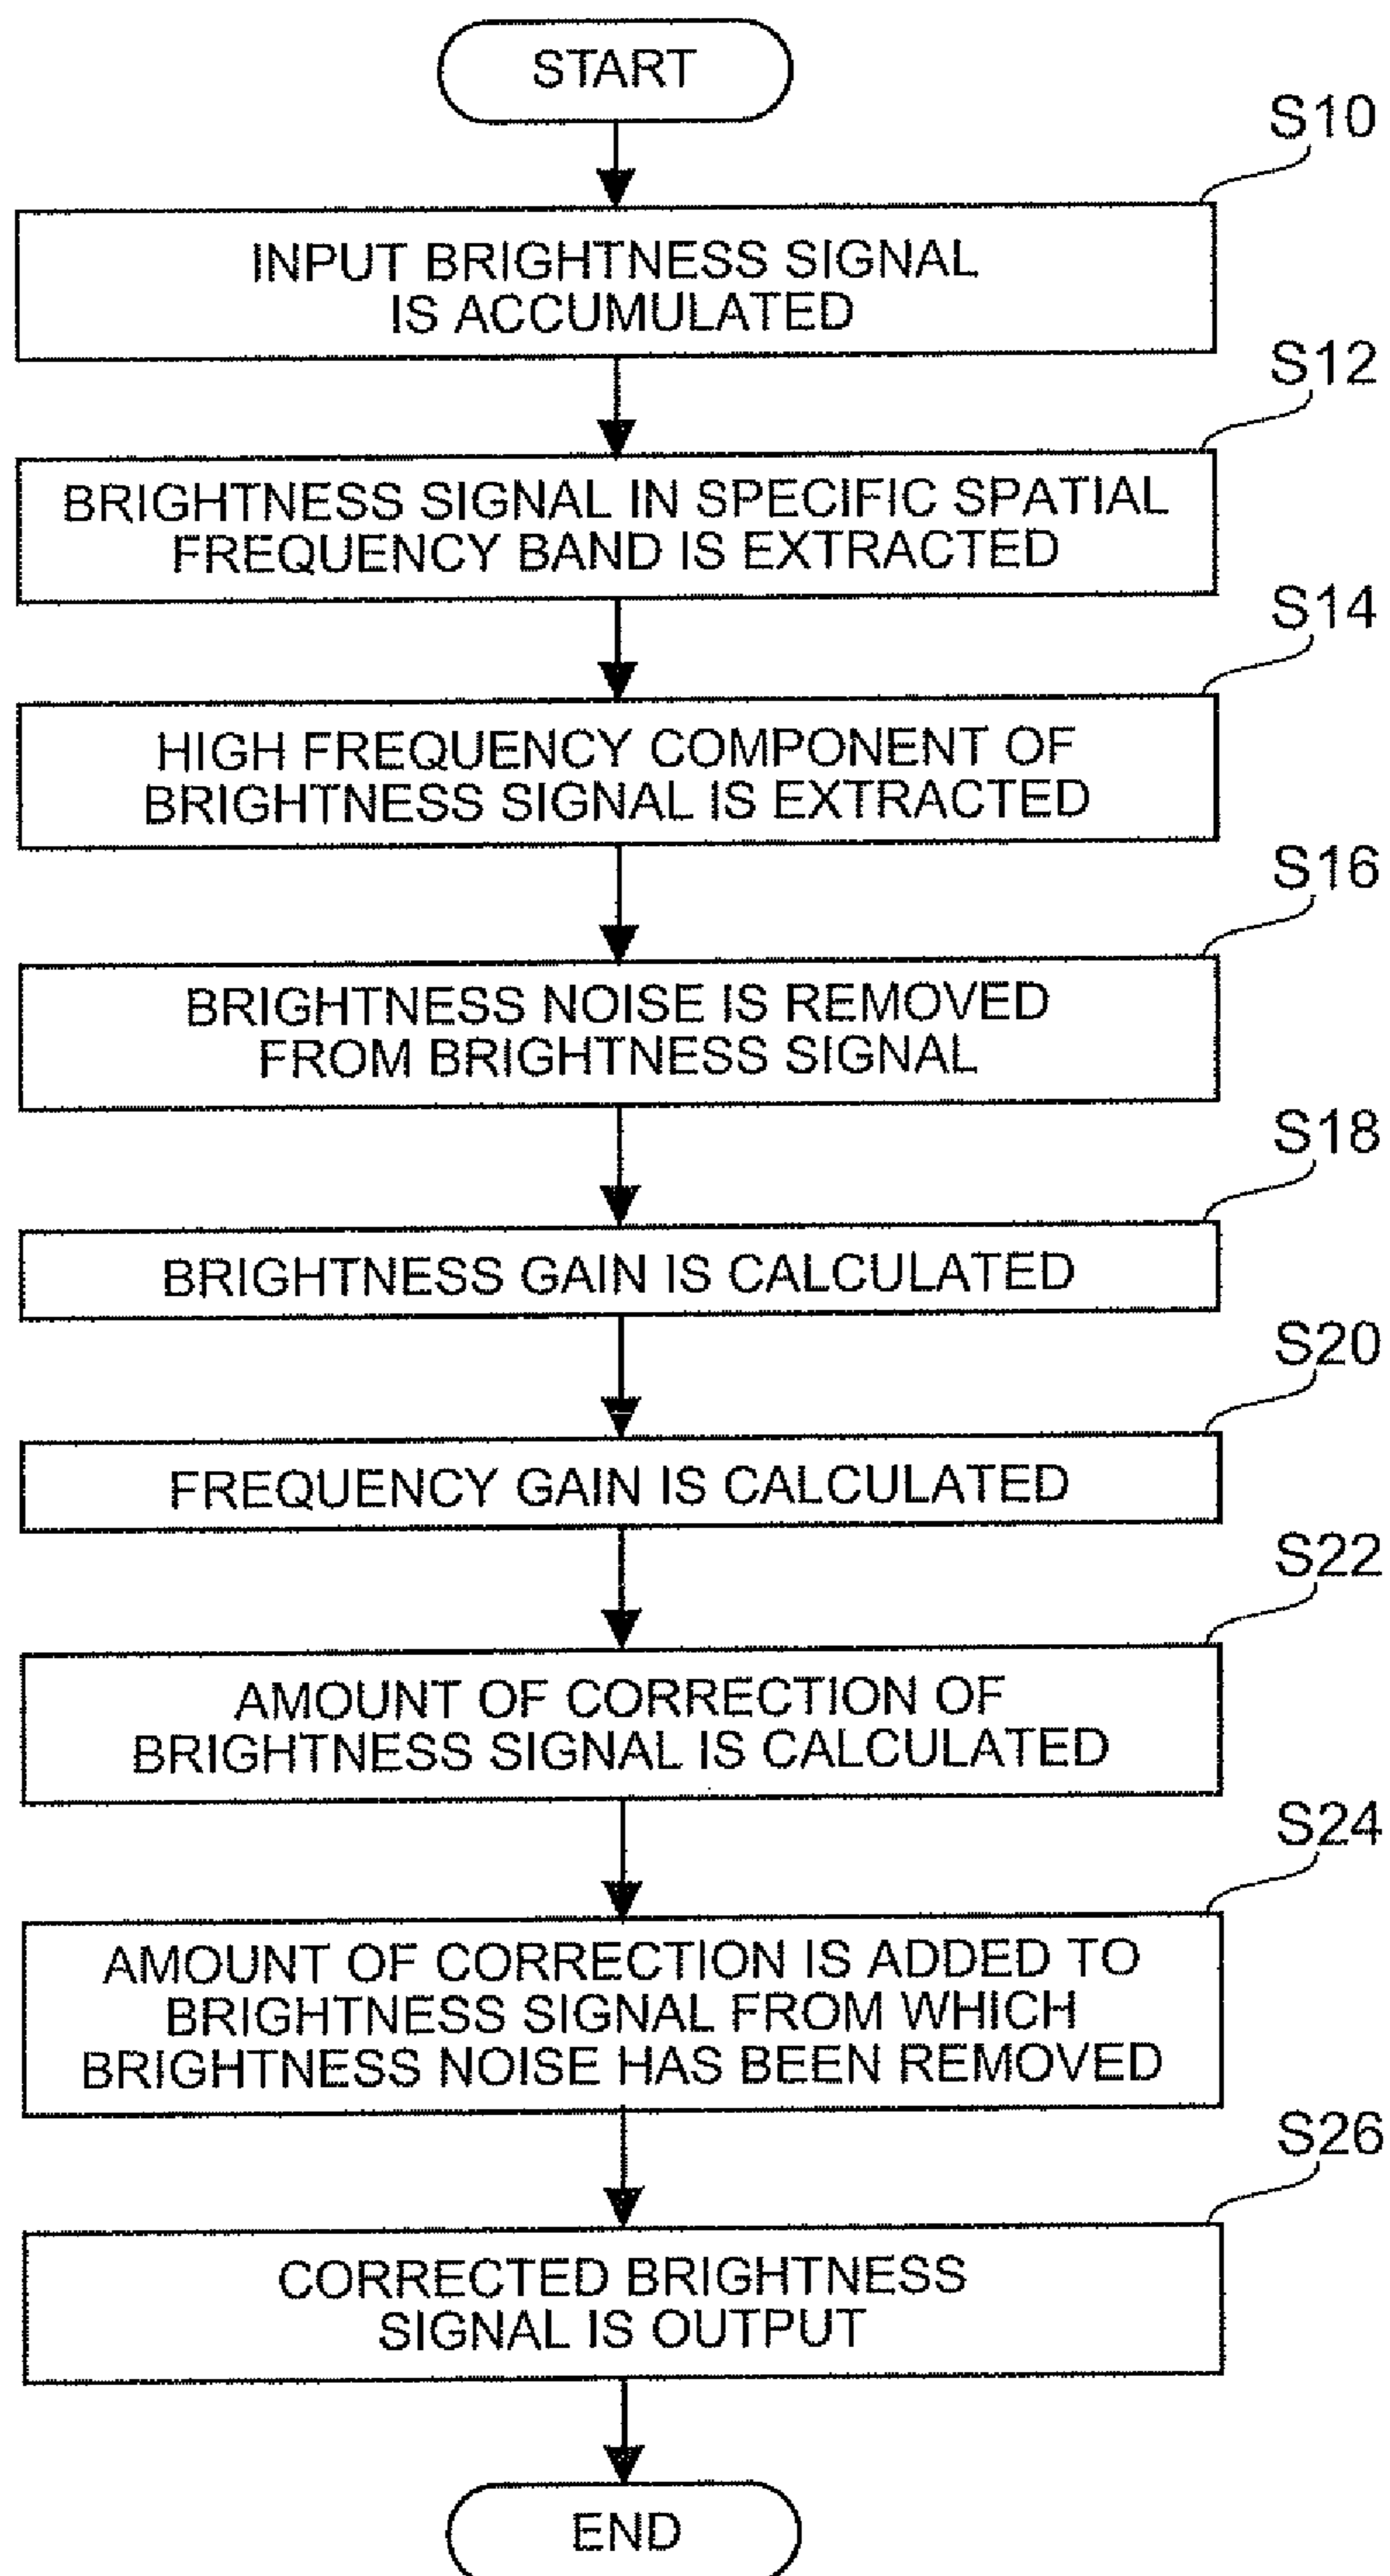 START
S10
INPUT BRIGHTNESS SIGNAL
IS ACCUMULATED
S12
BRIGHTNESS SIGNAL IN SPECIFIC SPATIAL
FREQUENCY BAND IS EXTRACTED
S14
HIGH FREQUENCY COMPONENT OF
BRIGHTNESS SIGNAL IS EXTRACTED
S16
BRIGHTNESS NOISE IS REMOVED
FROM BRIGHTNESS SIGNAL
S18
BRIGHTNESS GAIN IS CALCULATED
S20
FREQUENCY GAIN IS CALCULATED
S22
AMOUNT OF CORRECTION OF
BRIGHTNESS SIGNAL IS CALCULATED
S24
AMOUNT OF CORRECTION IS ADDED TO
BRIGHTNESS SIGNAL FROM WHICH
BRIGHTNESS NOISE HAS BEEN REMOVED
S26
CORRECTED BRIGHTNESS
SIGNAL IS OUTPUT
END